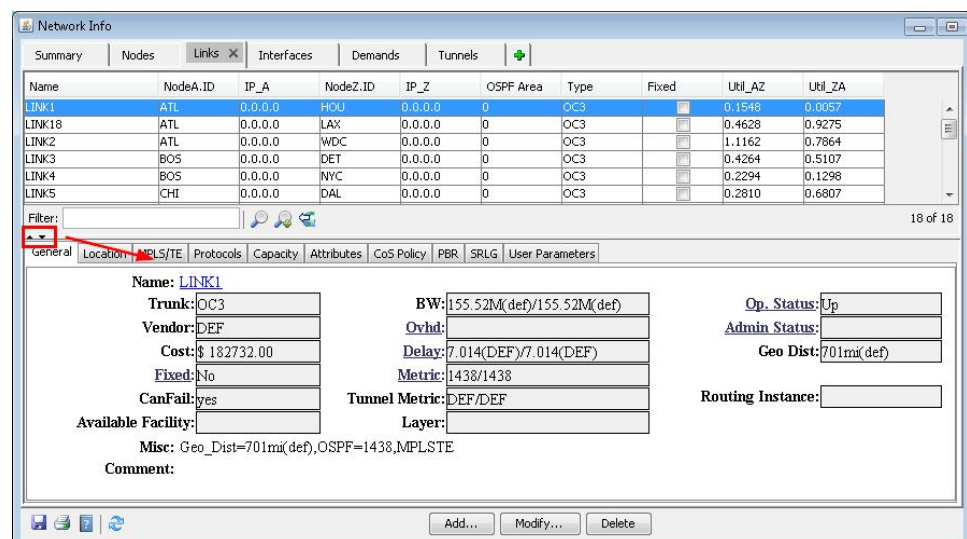 Network Info
Summary Nodes Links Interfaces Demands Tunnels
Name NodeA.ID IP_A NodeZ.ID IP_Z OSPF Area Type Fixed Util_AZ Util_ZA
LINK1 ATL 0.0.0.0 HOU 0.0.0.0 0 OC3 0.1548 0.0057
LINK18 ATL 0.0.0.0 LAX 0.0.0.0 0 OC3 0.4628 0.9275
LINK2 ATL 0.0.0.0 WDC 0.0.0.0 0 OC3 1.1162 0.7864
LINK3 BOS 0.0.0.0 DET 0.0.0.0 0 OC3 0.4264 0.5107
LINK4 BOS 0.0.0.0 NYC 0.0.0.0 0 OC3 0.2294 0.1298
LINK5 CHI 0.0.0.0 DAL 0.0.0.0 0 OC3 0.2810 0.6807
Filter: 18 of 18
General Location MPLS/TE Protocols Capacity Attributes CoS Policy PBR SRLG User Parameters
Name: LINK1
Trunk: OC3 BW: 155.52M(def)/155.52M(def) Op. Status: Up
Vendor: DEF Ovhd: Admin Status:
Cost: $ 182732.00 Delay: 7.014(DEF)/7.014(DEF) Geo Dist: 701mi(def)
Fixed: No Metric: 1438/1438
CanFail: yes Tunnel Metric: DEF/DEF Routing Instance:
Available Facility: Layer:
Misc: Geo_Dist=701mi(def),OSPF=1438,MPLSTE
Comment:
Add... Modify... Delete